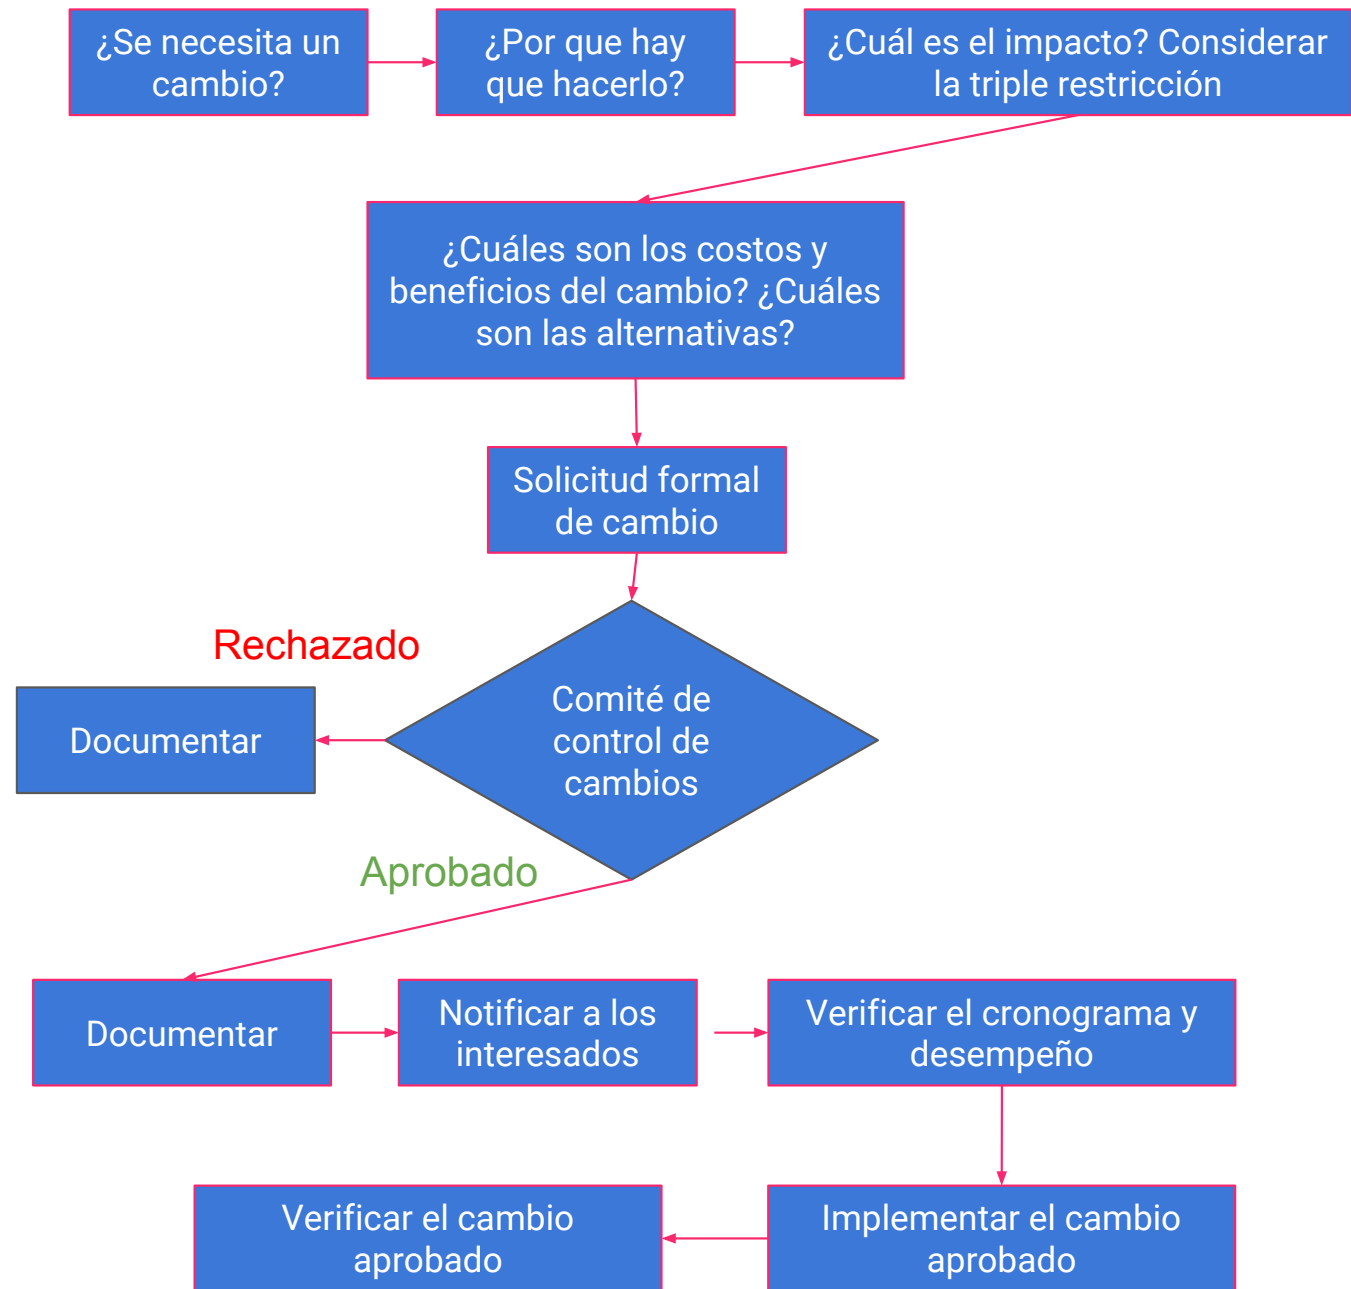 ¿Se necesita un
cambio?
¿Por que hay
que hacerlo?
¿Cuál es el impacto? Considerar
la triple restricción
¿Cuáles son los costos y
beneficios del cambio? ¿Cuáles
son las alternativas?
Solicitud formal
de cambio
Rechazado
Comité de
control de
cambios
Documentar
Aprobado
Documentar
Notificar a los
interesados
Verificar el cronograma y
desempeño
Verificar el cambio
aprobado
Implementar el cambio
aprobado